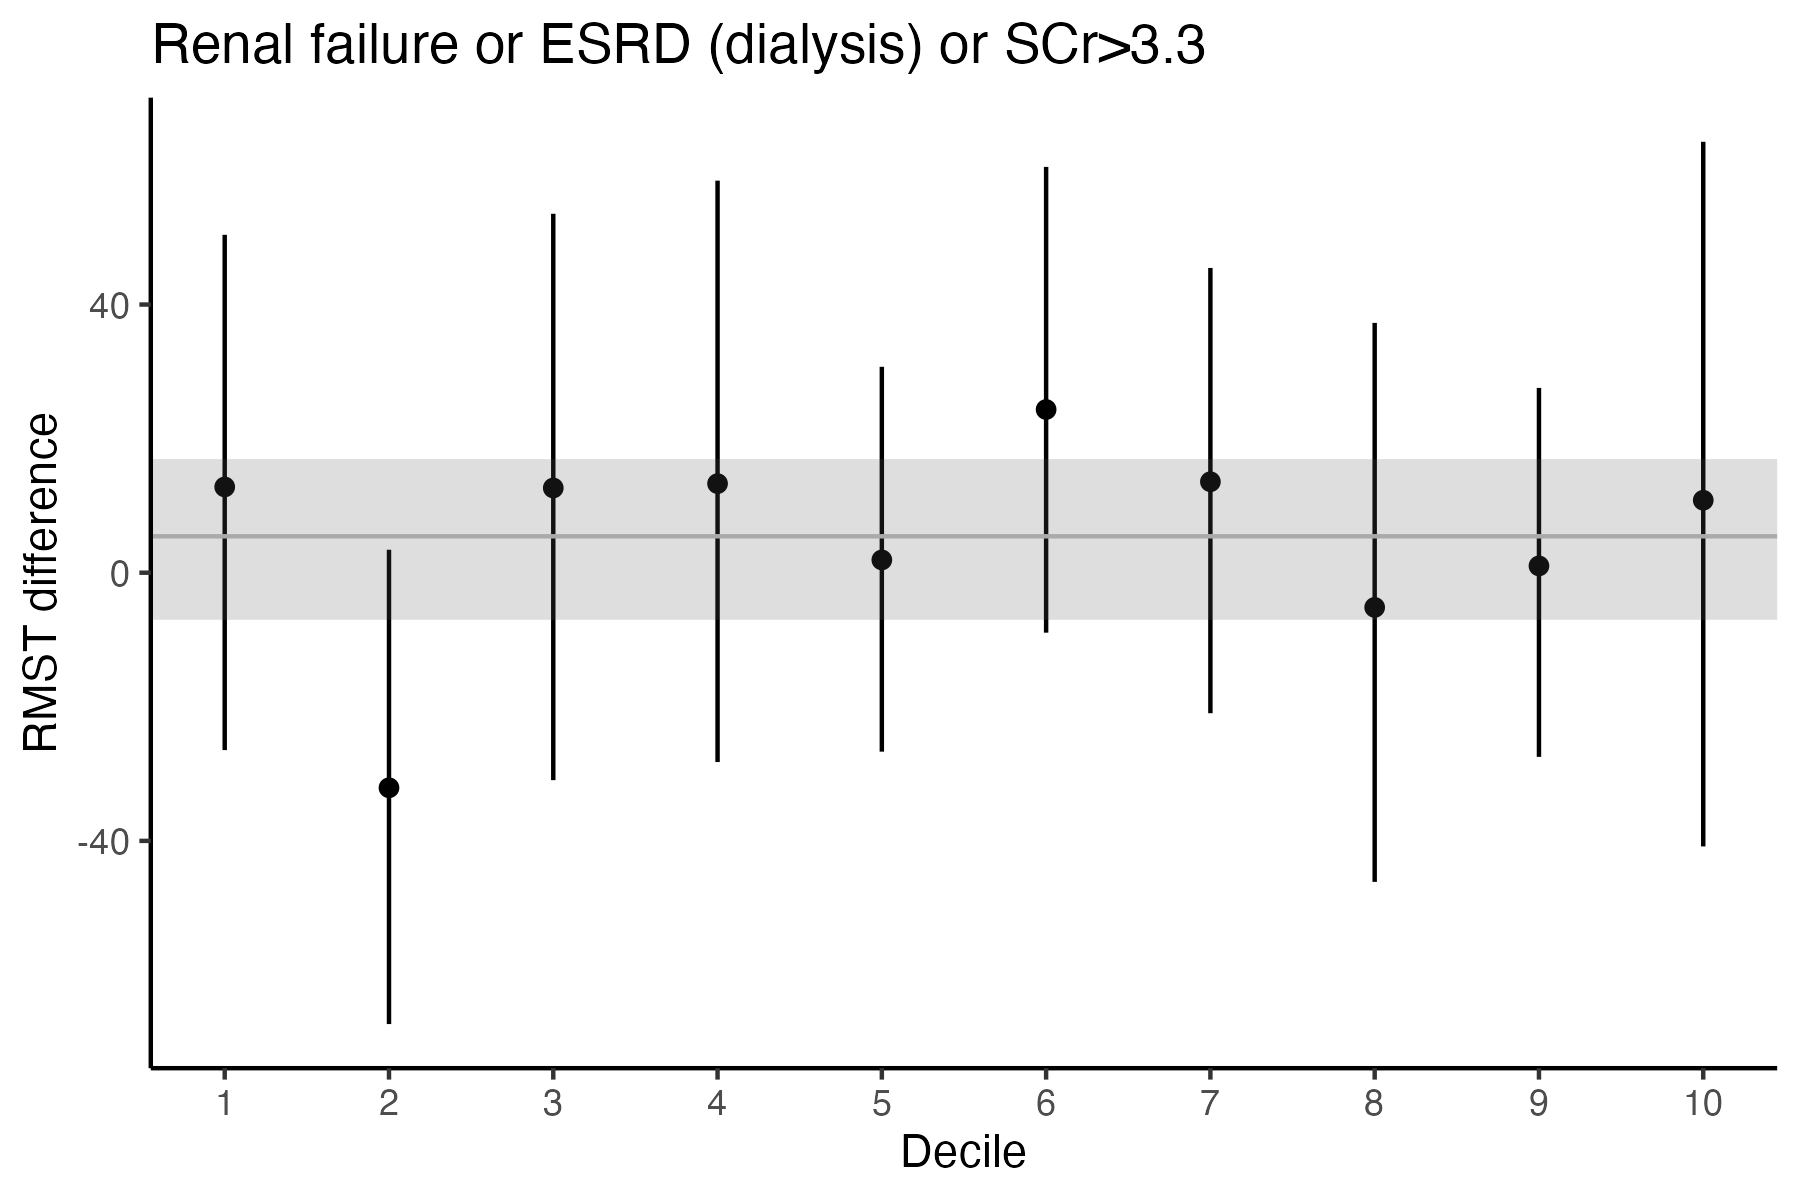 Renal failure or ESRD (dialysis) or SCr>3.3
RMST difference
40
0
-40
1 2 3 4 5 6 7 8 9 10
Decile